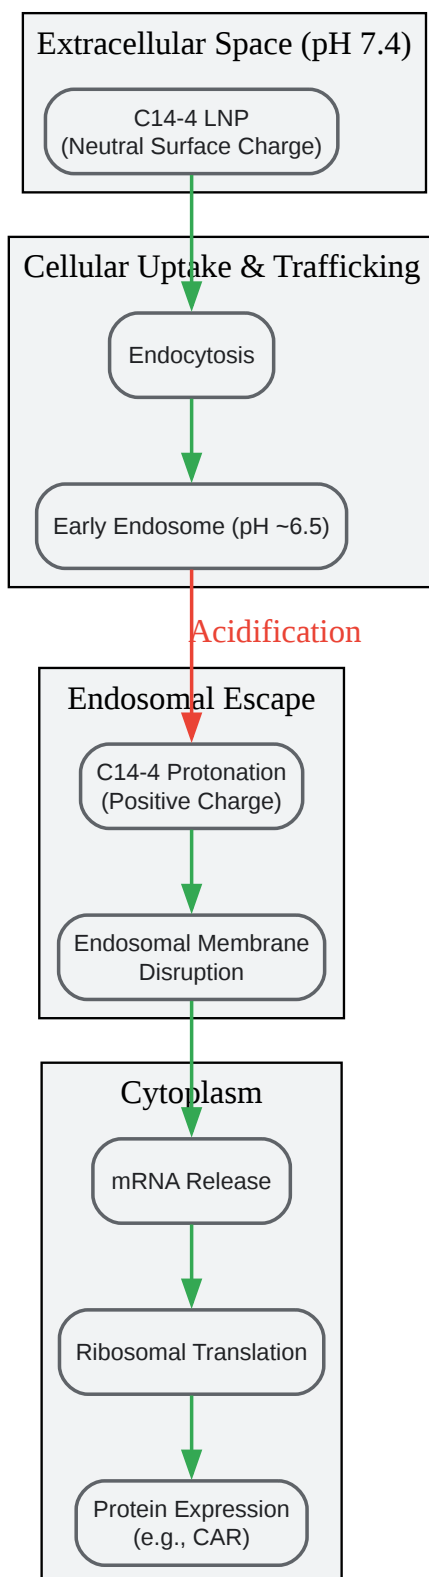 Extracellular Space (pH 7.4)
C14-4 LNP
(Neutral Surface Charge)
Cellular Uptake & Trafficking
Endocytosis
Early Endosome (pH ~6.5)
Acidification
Endosomal Escape
C14-4 Protonation
(Positive Charge)
Endosomal Membrane
Disruption
Cytoplasm
mRNA Release
Ribosomal Translation
Protein Expression
(e.g., CAR)